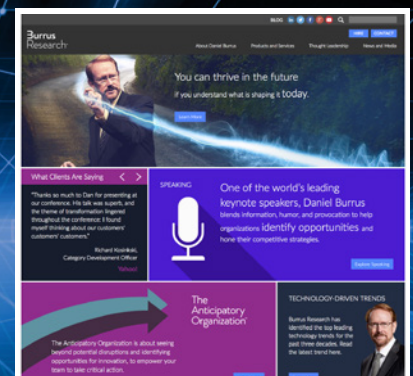 BLOG
HIRE CONTACT
Burrus
Research
About Daniel Burrus Products and Services Thought Leadership News and Media
You can thrive in the future
if you understand what is shaping it today.
Learn More
What Clients Are Saying
"Thanks so much to Dan for presenting at
our conference. His talk was superb, and
the theme of transformation lingered
throughout the conference. I found
myself thinking about our customers'
customers' customers."
Richard Kosinikski,
Category Development Officer
Yahoo!
SPEAKING
One of the world's leading
keynote speakers, Daniel Burrus
blends information, humor, and provocation to help
organizations identify opportunities and
hone their competitive strategies.
Explore Speaking
The
Anticipatory
Organization
The Anticipatory Organization is about seeing
beyond potential disruptions and identifying
opportunities for innovation, to empower your
team to take critical action.
TECHNOLOGY-DRIVEN TRENDS
Burrus Research has
identified the top leading
technology trends for the
past three decades. Read
the latest trend here.